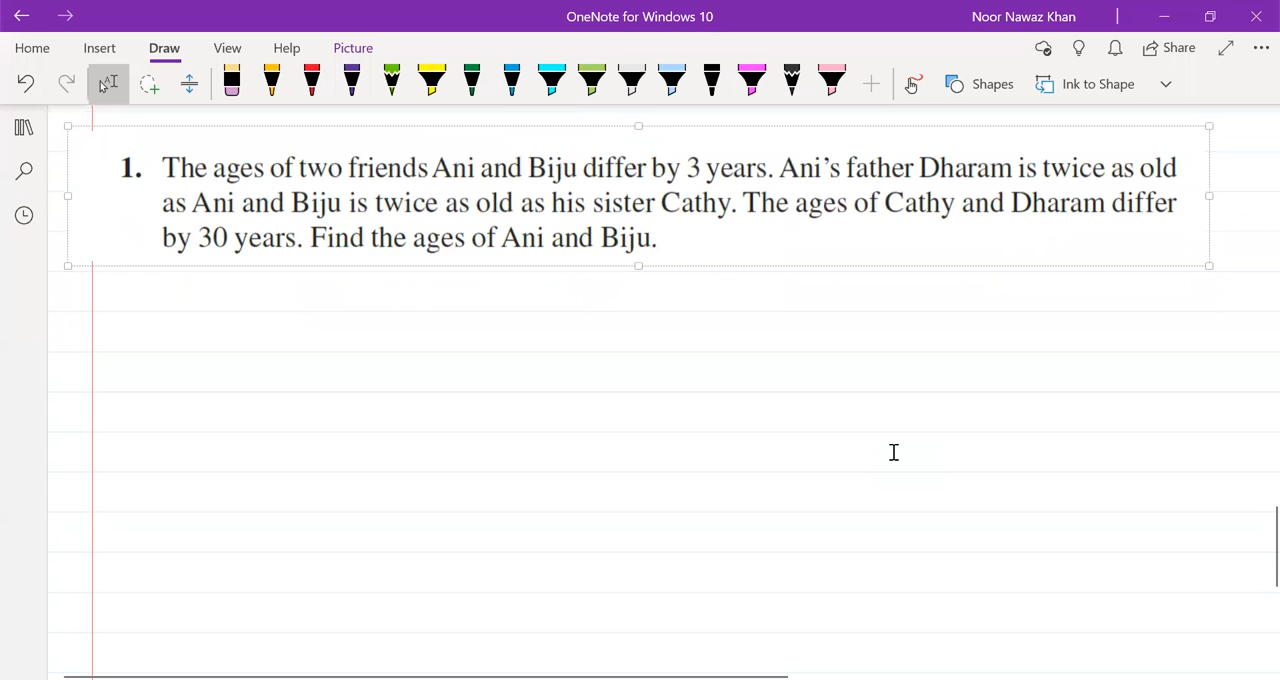 OneNote for Windows 10
Noor Nawaz Khan
Home Insert Draw View Help Picture
Share
Shapes Ink to Shape
1. The ages of two friends Ani and Biju differ by 3 years. Ani’s father Dharam is twice as old
as Ani and Biju is twice as old as his sister Cathy. The ages of Cathy and Dharam differ
by 30 years. Find the ages of Ani and Biju.